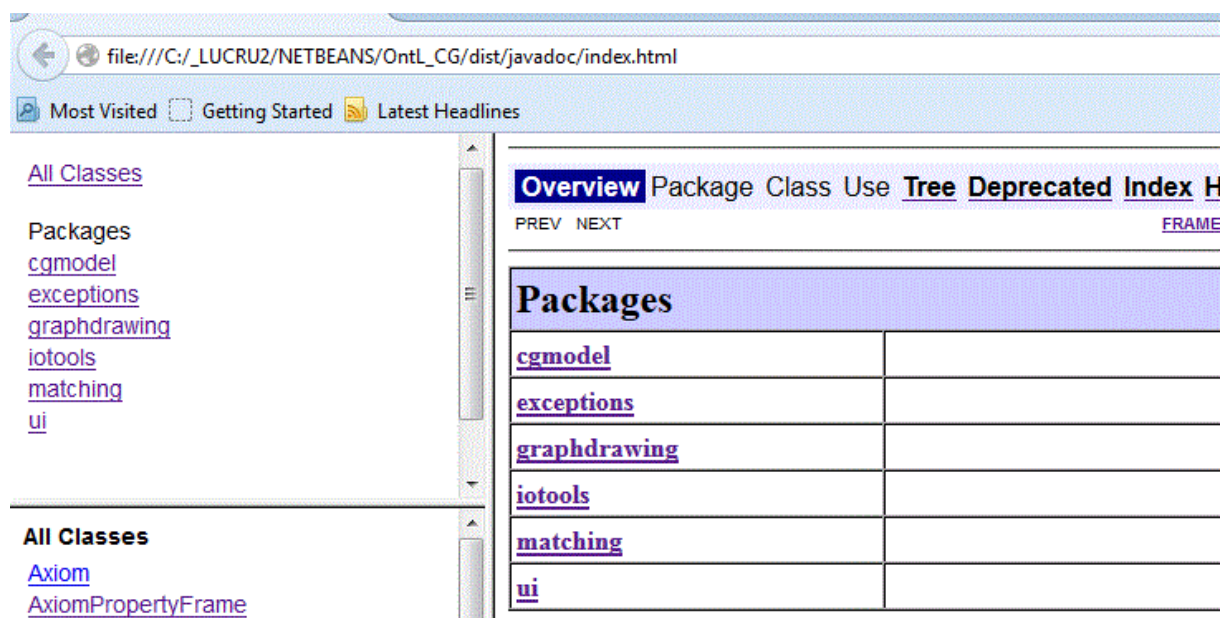 file:///C:/_LUCRU2/NETBEANS/OntL_CG/dist/javadoc/index.html
Most Visited Getting Started Latest Headlines
All Classes
Packages
cgmodel
exceptions
graphdrawing
iotools
matching
ui
All Classes
Axiom
AxiomPropertyFrame
Overview Package Class Use Tree Deprecated Index H
PREV NEXT FRAME
Packages
cgmodel
exceptions
graphdrawing
iotools
matching
ui